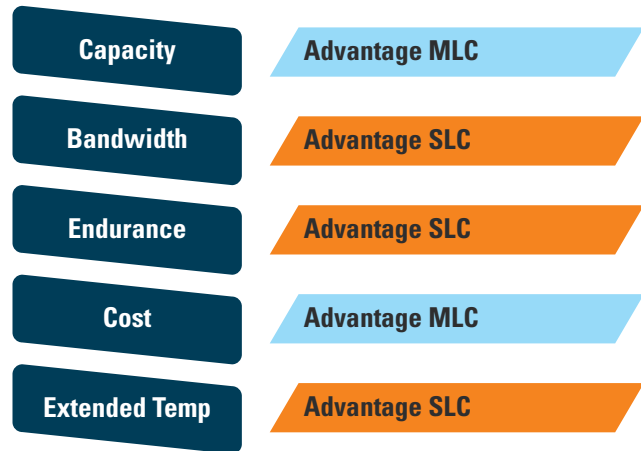 Capacity Advantage MLC
Bandwidth Advantage SLC
Endurance Advantage SLC
Cost Advantage MLC
Extended Temp Advantage SLC